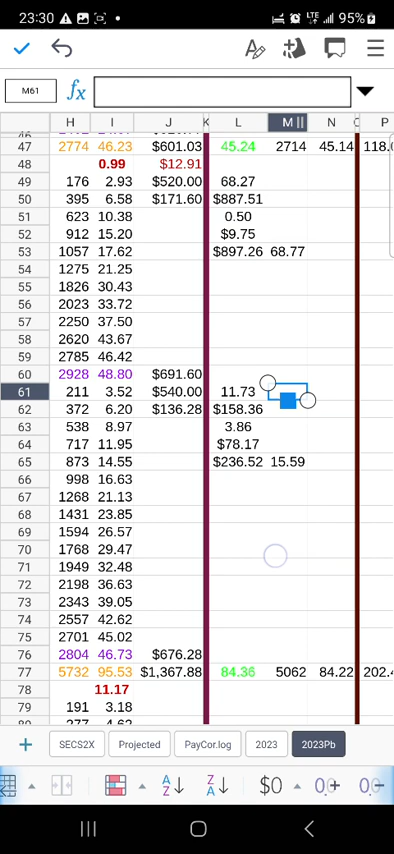 23:30 LTE 95%
M61 fx
H I J K L M N P
47 2774 46.23 $601.03 45.24 2714 45.14 118.
48 0.99 $12.91
49 176 2.93 $520.00 68.27
50 395 6.58 $171.60 $887.51
51 623 10.38 0.50
52 912 15.20 $9.75
53 1057 17.62 $897.26 68.77
54 1275 21.25
55 1826 30.43
56 2023 33.72
57 2250 37.50
58 2620 43.67
59 2785 46.42
60 2928 48.80 $691.60
61 211 3.52 $540.00 11.73
62 372 6.20 $136.28 $158.36
63 538 8.97 3.86
64 717 11.95 $78.17
65 873 14.55 $236.52 15.59
66 998 16.63
67 1268 21.13
68 1431 23.85
69 1594 26.57
70 1768 29.47
71 1949 32.48
72 2198 36.63
73 2343 39.05
74 2557 42.62
75 2701 45.02
76 2804 46.73 $676.28
77 5732 95.53 $1,367.88 84.36 5062 84.22 202.
78 11.17
79 191 3.18
+ SECS2X Projected PayCor.log 2023 2023Pb
A Z Z A $0 0+ 0-